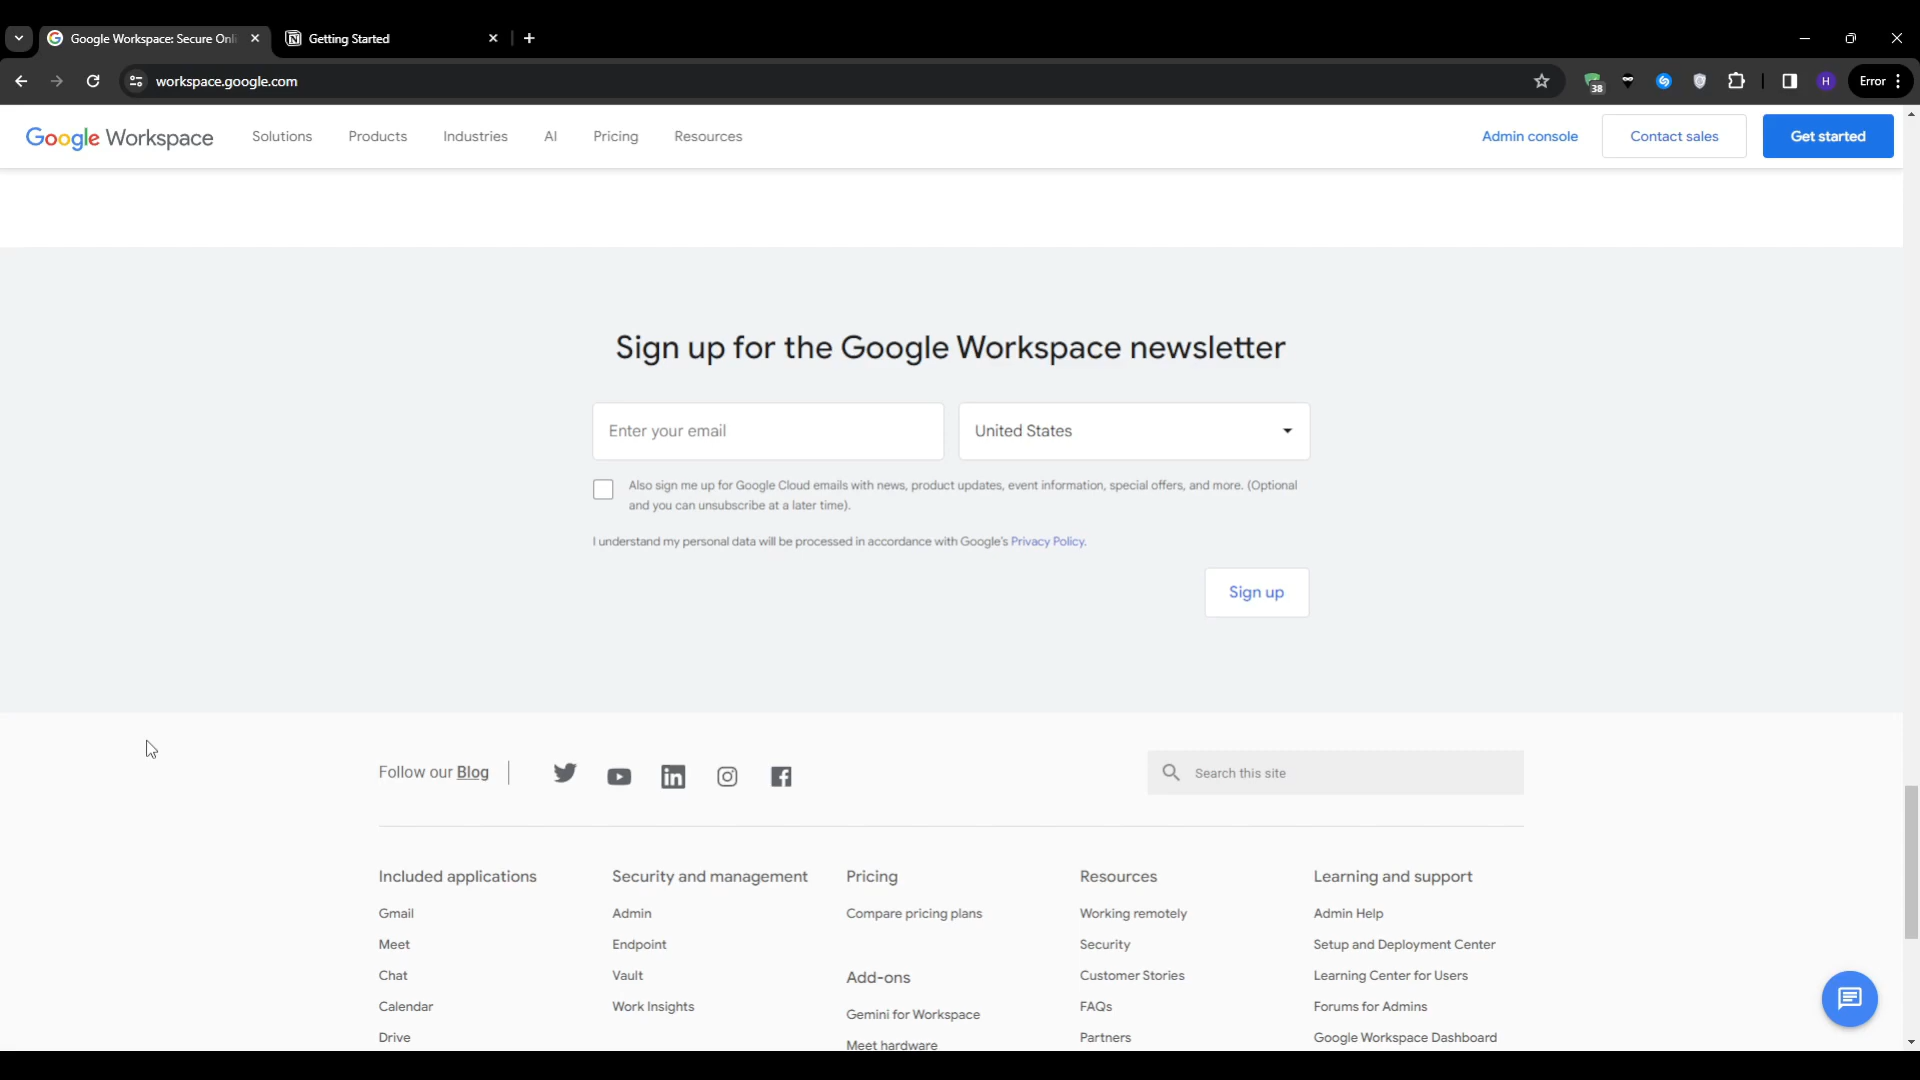 Google Workspace: Secure Onli
Getting Started
workspace.google.com
38
H
Error
Google Workspace
Solutions
Products
Industries
AI
Pricing
Resources
Admin console
Contact sales
Get started
Sign up for the Google Workspace newsletter
Enter your email
United States
Also sign me up for Google Cloud emails with news, product updates, event information, special offers, and more. (Optional
and you can unsubscribe at a later time).
I understand my personal data will be processed in accordance with Google's Privacy Policy.
Sign up
Follow our Blog
Search this site
Included applications
Gmail
Meet
Chat
Calendar
Drive
Security and management
Admin
Endpoint
Vault
Work Insights
Pricing
Compare pricing plans
Add-ons
Gemini for Workspace
Meet hardware
Resources
Working remotely
Security
Customer Stories
FAQs
Partners
Learning and support
Admin Help
Setup and Deployment Center
Learning Center for Users
Forums for Admins
Google Workspace Dashboard